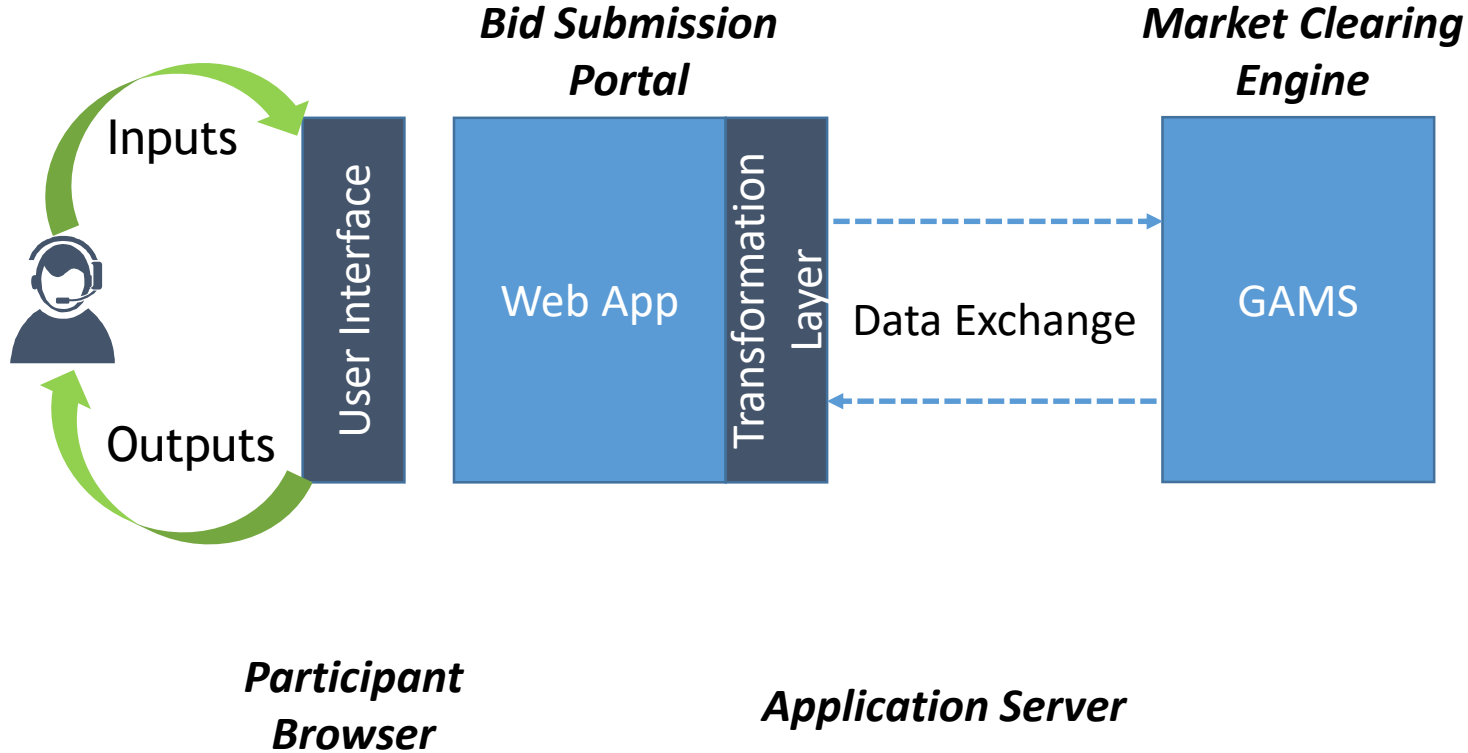 Bid Submission
Portal
Market Clearing
Engine
Inputs
User Interface
Web App
Transformation
Layer
Data Exchange
GAMS
Outputs
Participant
Browser
Application Server